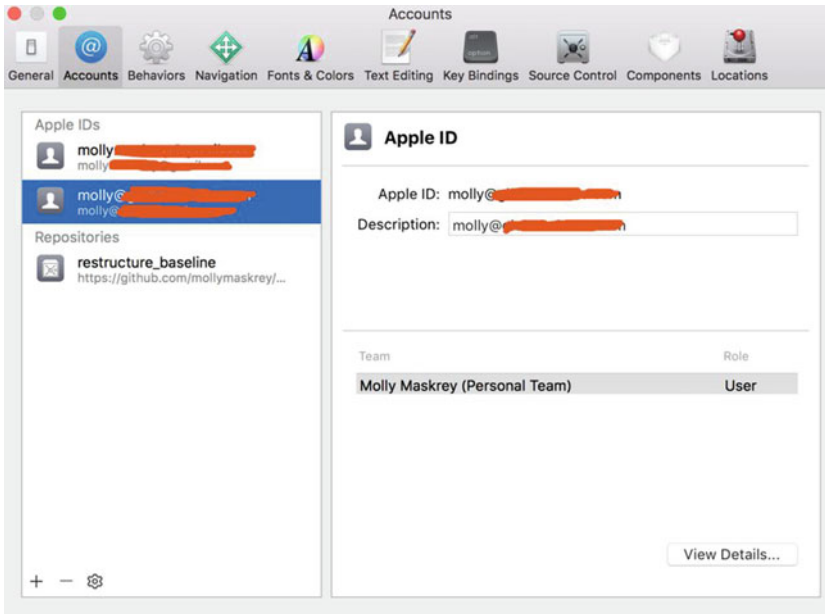 Accounts
General Accounts Behaviors Navigation Fonts & Colors Text Editing Key Bindings Source Control Components Locations
option
Apple IDs
molly
molly
molly@
molly@
Repositories
restructure_baseline
https://github.com/mollymaskrey/...
Apple ID
Apple ID: molly@
Description: molly@
Team Role
Molly Maskrey (Personal Team) User
View Details...